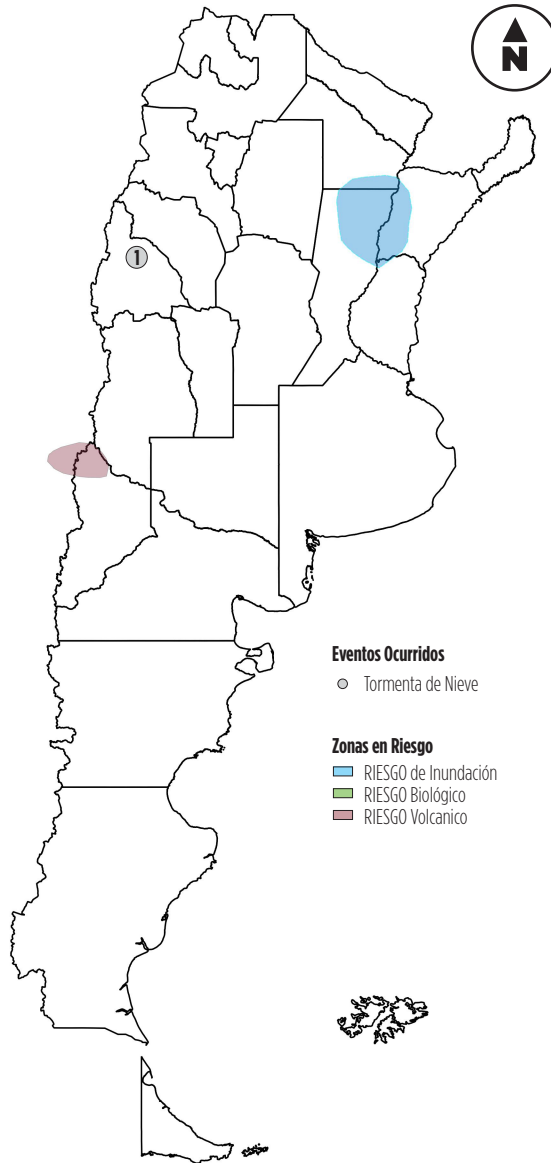 N
1
Eventos Ocurridos
Tormenta de Nieve
Zonas en Riesgo
RIESGO de Inundación
RIESGO Biológico
RIESGO Volcanico